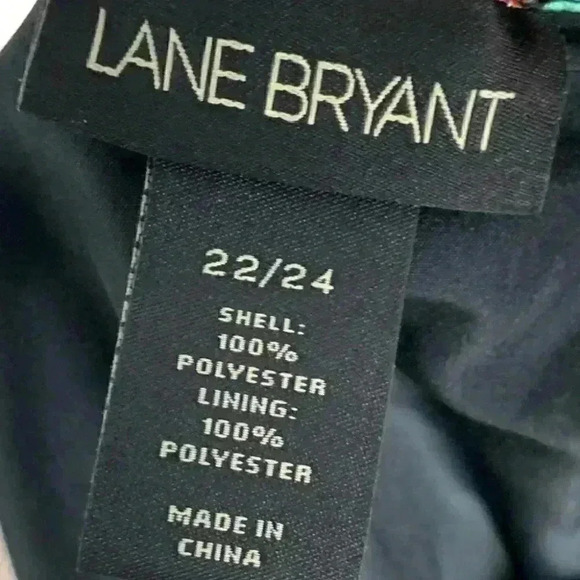 LANE BRYANT
22/24
SHELL:
100%
POLYESTER
LINING:
100%
POLYESTER
MADE IN
CHINA